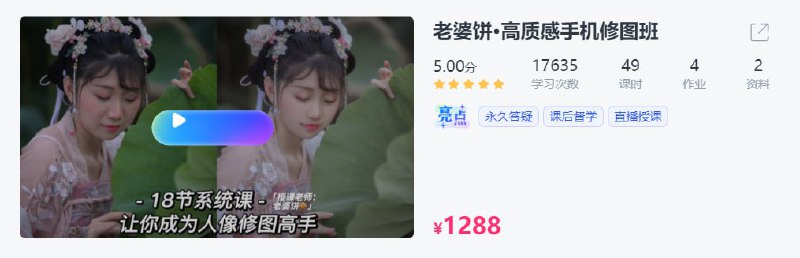 老婆饼•高质感手机修图班
5.00分
17635
49
4
2
学习次数
课时
作业
资料
亮点
永久答疑
课后督学
直播授课
- 18节系统课 -
「授课老师:
老婆饼」
让你成为人像修图高手
¥1288